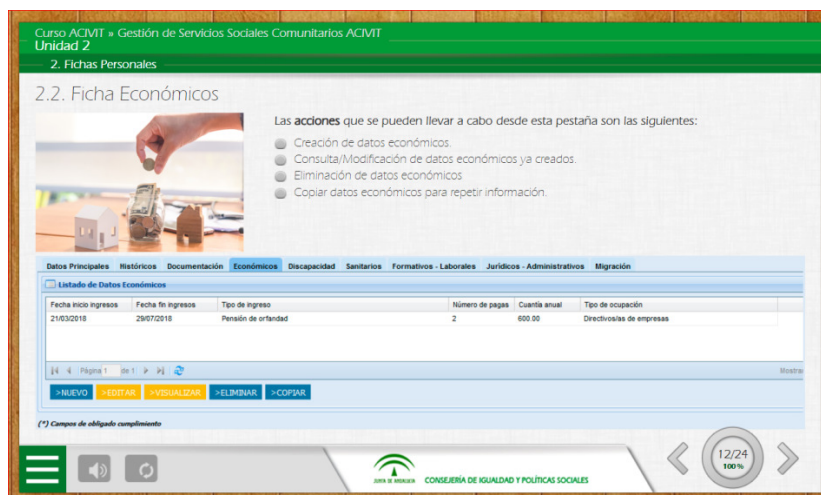 Curso ACIVIT » Gestión de Servicios Sociales Comunitarios ACIVIT
Unidad 2
2. Fichas Personales
2.2. Ficha Económicos
Las acciones que se pueden llevar a cabo desde esta pestaña son las siguientes:
Creación de datos económicos.
Consulta/Modificación de datos económicos ya creados.
Eliminación de datos económicos
Copiar datos económicos para repetir información.
Datos Principales Históricos Documentación Económicos Discapacidad Sanitarios Formativos - Laborales Jurídicos - Administrativos Migración
Listado de Datos Económicos
Fecha inicio ingresos Fecha fin ingresos Tipo de ingreso Número de pagas Cuantía anual Tipo de ocupación
21/03/2018 29/07/2018 Pensión de orfandad 2 600.00 Directivos/as de empresas
Página 1 de 1 Mostra
>NUEVO >EDITAR >VISUALIZAR >ELIMINAR >COPIAR
(*) Campos de obligado cumplimiento
JUNTA DE ANDALUCIA CONSEJERÍA DE IGUALDAD Y POLÍTICAS SOCIALES
12/24
100 %